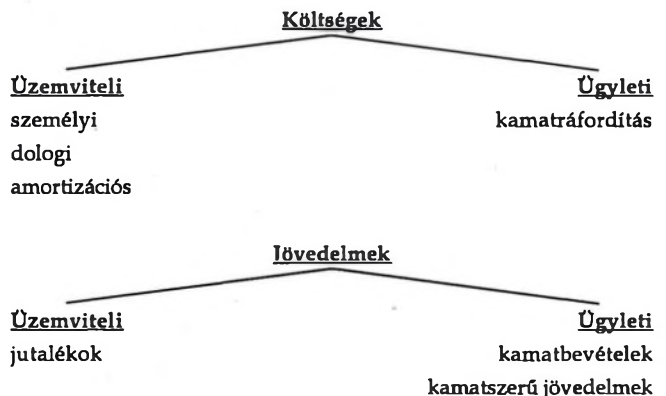 Költségek
Üzemviteli
Ügyleti
személyi
kamatráfordítás
dologi
amortizációs
Jövedelmek
Üzemviteli
Ügyleti
jutalékok
kamatbevételek
kamatszerű jövedelmek